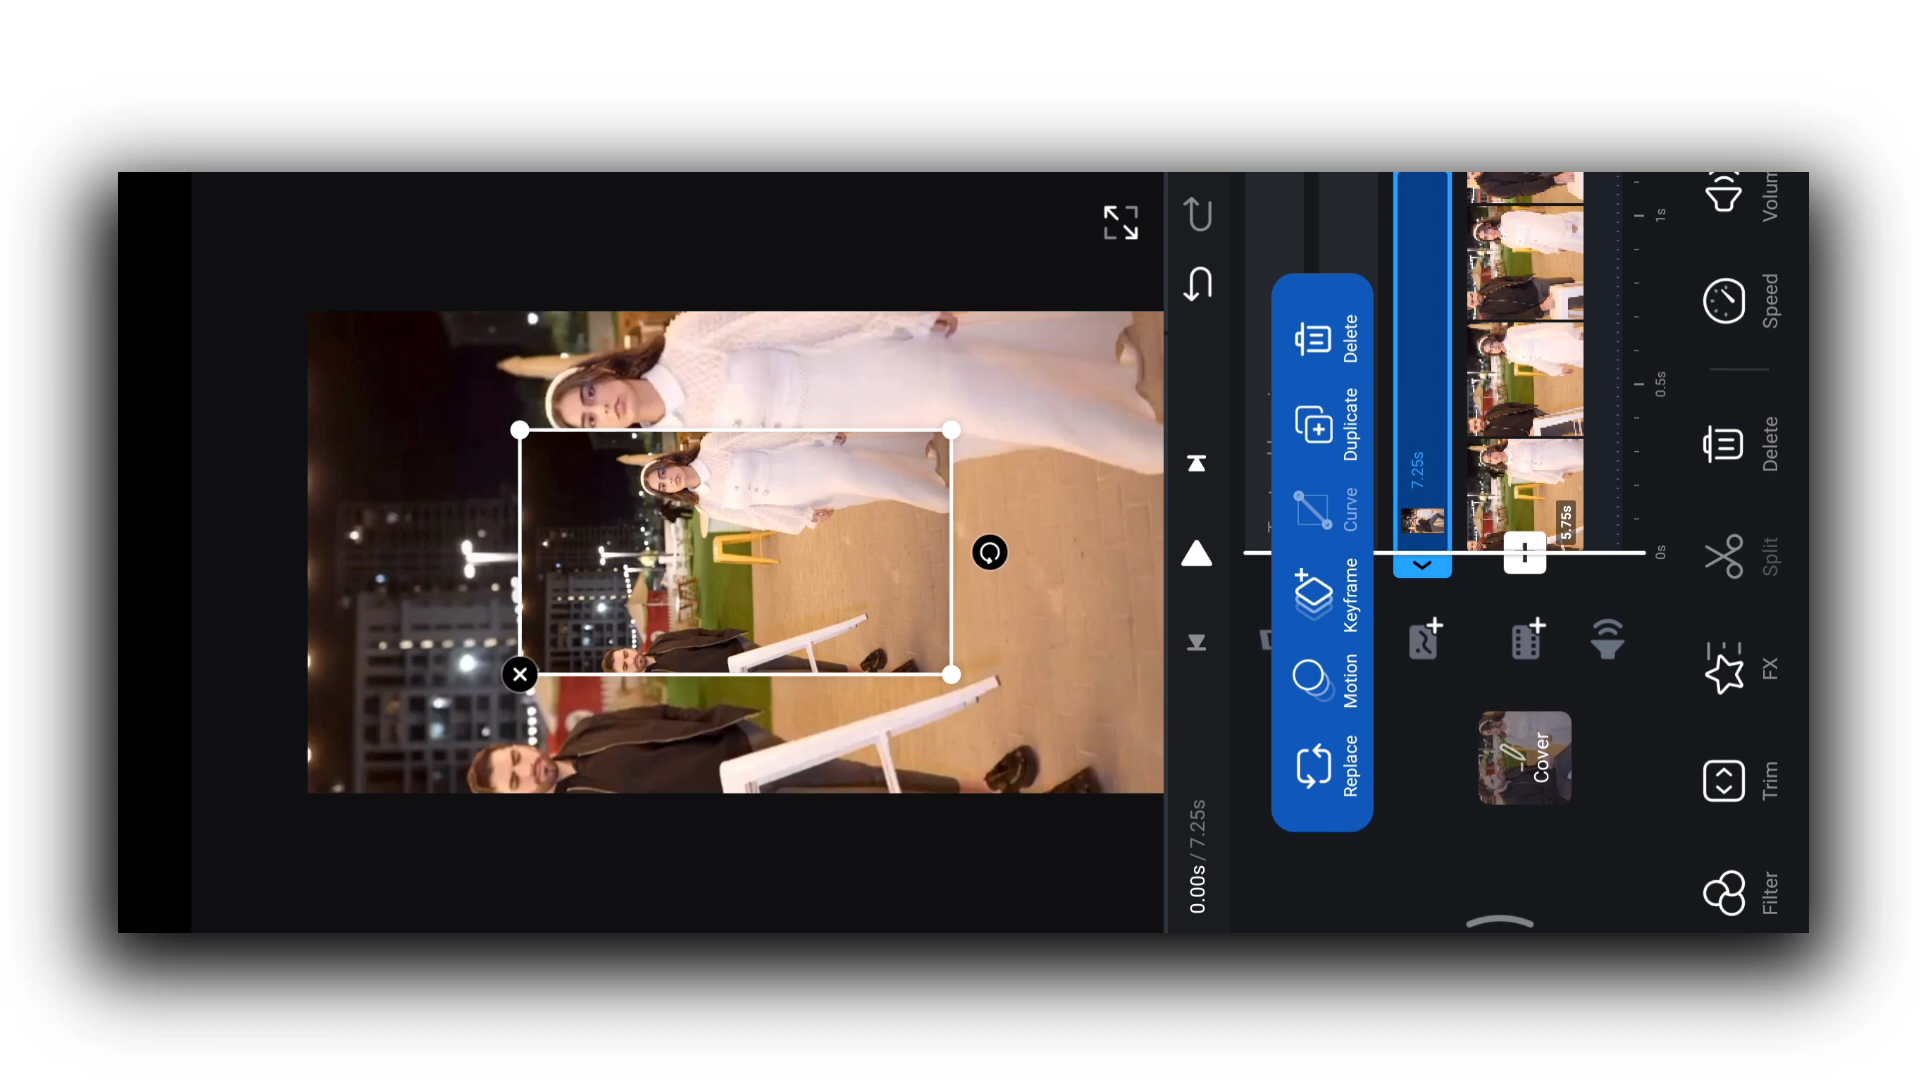 0.00s / 7.25s
Replace
Motion
Keyframe
Curve
Duplicate
Delete
7.25s
Cover
5.75s
0s
0.5s
1s
Filter
Trim
FX
Split
Delete
Speed
Volum